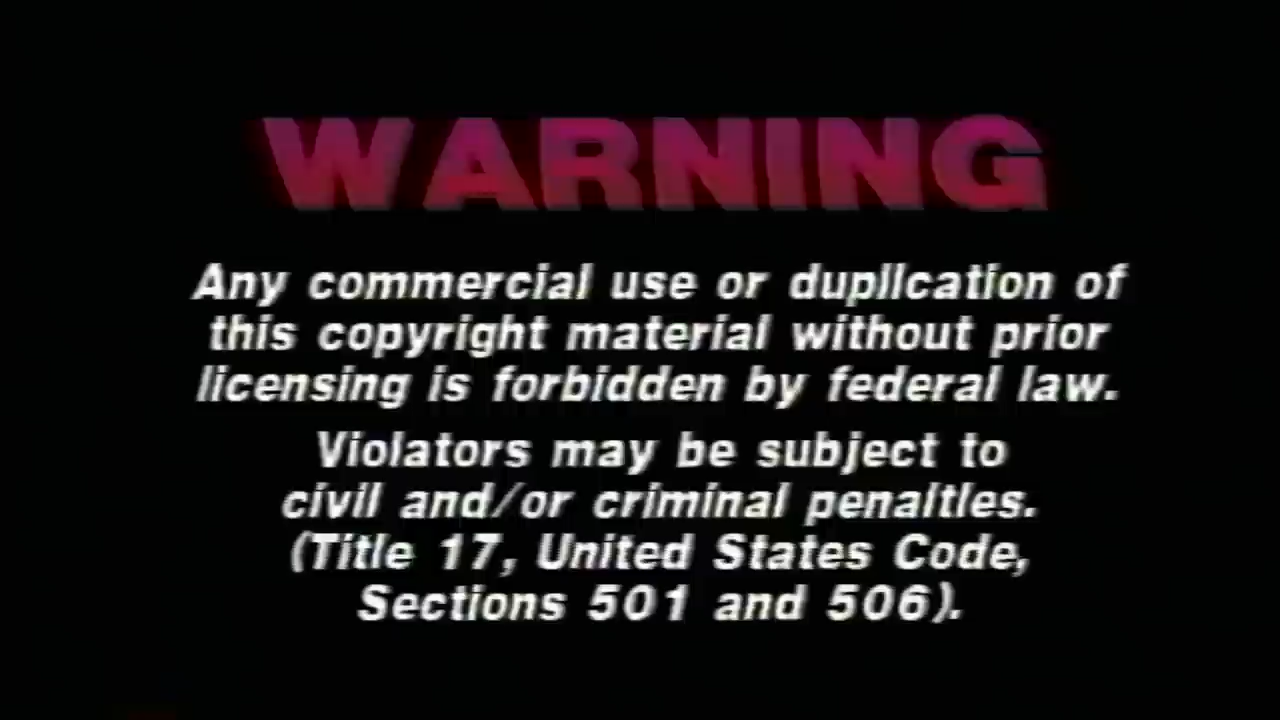 WARNING
Any commercial use or duplication of
this copyright material without prior
licensing is forbidden by federal law.
Violators may be subject to
civil and/or criminal penalties.
(Title 17, United States Code,
Sections 501 and 506).